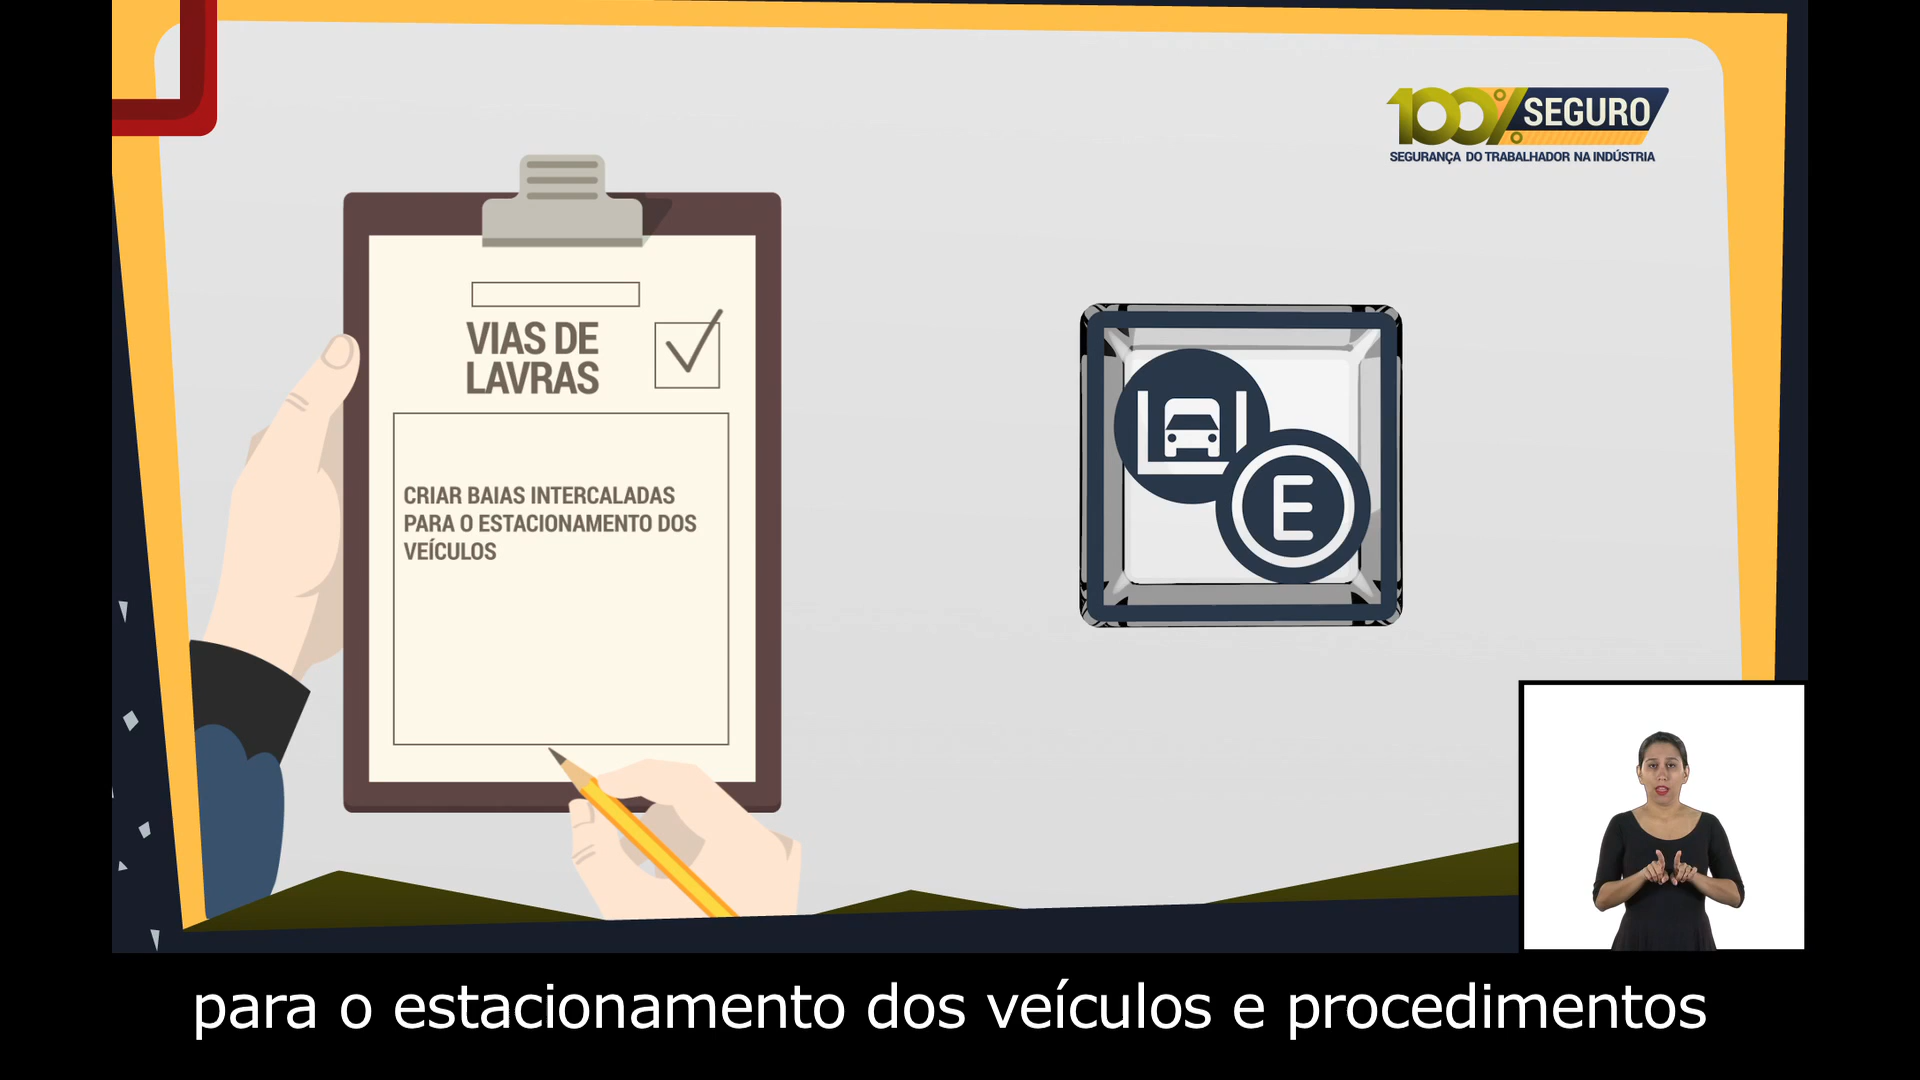 100% SEGURO
SEGURANÇA DO TRABALHADOR NA INDÚSTRIA
VIAS DE
LAVRAS
CRIAR BAIAS INTERCALADAS
PARA O ESTACIONAMENTO DOS
VEÍCULOS
E
para o estacionamento dos veículos e procedimentos